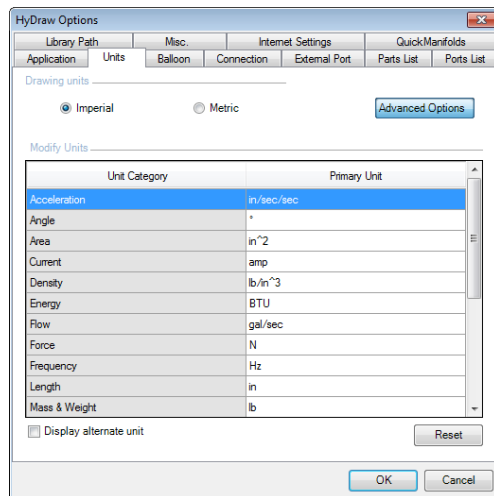 HyDraw Options
Library Path Misc. Internet Settings QuickManifolds
Application Units Balloon Connection External Port Parts List Ports List
Drawing units
Imperial Metric Advanced Options
Modify Units
Unit Category Primary Unit
Acceleration in/sec/sec
Angle °
Area in^2
Current amp
Density lb/in^3
Energy BTU
Flow gal/sec
Force N
Frequency Hz
Length in
Mass & Weight lb
Display alternate unit Reset
OK Cancel